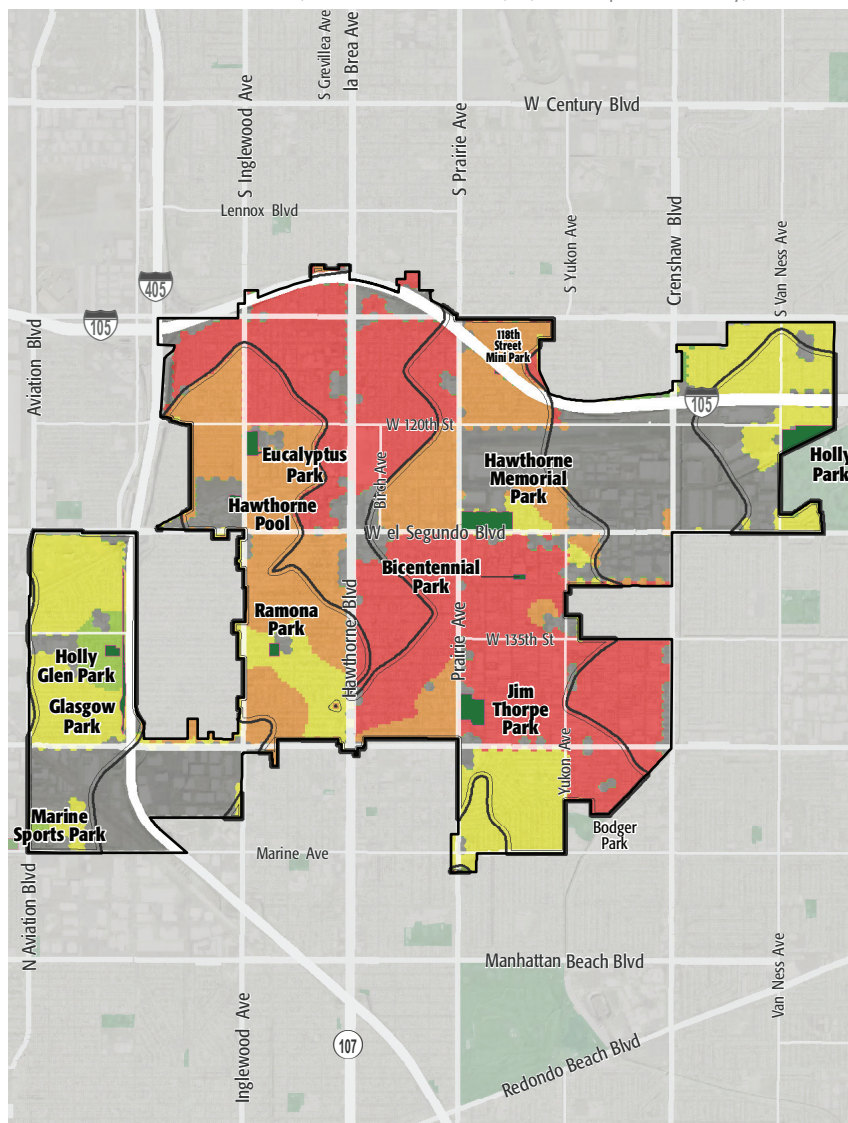 S Grevillea Ave
la Brea Ave
W Century Blvd
S Inglewood Ave
S Prairie Ave
Lennox Blvd
S Yukon Ave
Crenshaw Blvd
S Van Ness Ave
405
105
Aviation Blvd
118th
Street
Mini Park
105
W 120th St
Eucalyptus
Park
Birch Ave
Hawthorne
Memorial
Park
Holly
Park
Hawthorne
Pool
W el Segundo Blvd
Bicentennial
Park
Ramona
Park
Hawthorne Blvd
Prairie Ave
W 135th St
Holly
Glen Park
Glasgow
Park
Jim
Thorpe
Park
Yukon Ave
Marine
Sports Park
Bodger
Park
Marine Ave
N Aviation Blvd
Manhattan Beach Blvd
Van Ness Ave
Inglewood Ave
107
Redondo Beach Blvd